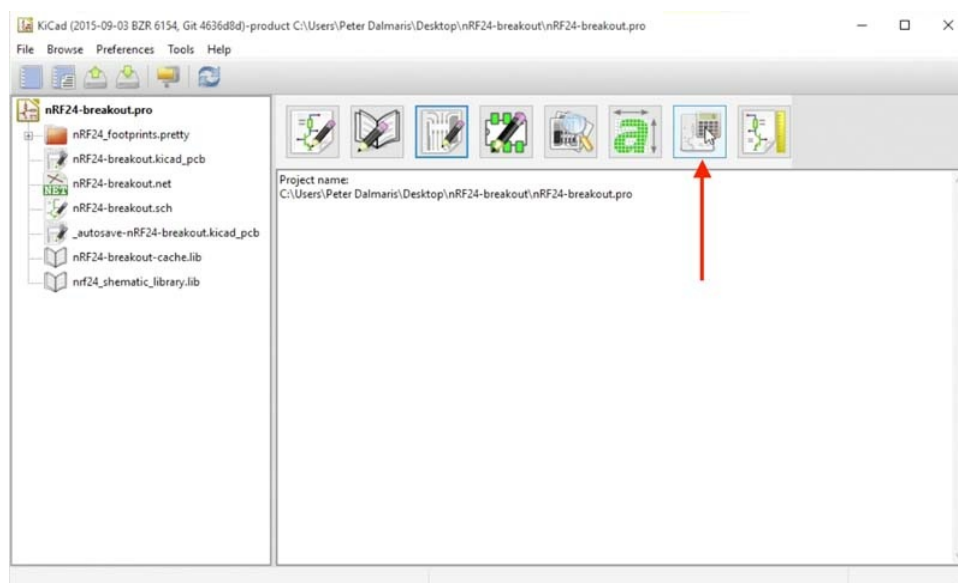 KiCad (2015-09-03 BZR 6154, Git 4636d8d)-product C:\Users\Peter Dalmaris\Desktop\nRF24-breakout\nRF24-breakout.pro
File Browse Preferences Tools Help
nRF24-breakout.pro
nRF24_footprints.pretty
nRF24-breakout.kicad_pcb
NET
nRF24-breakout.net
nRF24-breakout.sch
_autosave-nRF24-breakout.kicad_pcb
nRF24-breakout-cache.lib
nrf24_shematic_library.lib
a
Project name:
C:\Users\Peter Dalmaris\Desktop\nRF24-breakout\nRF24-breakout.pro